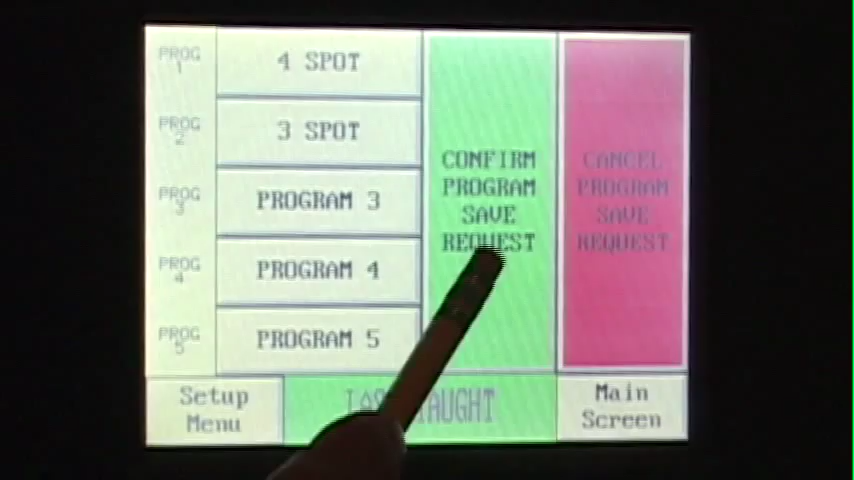 PROG
1
4 SPOT
PROG
2
3 SPOT
PROG
3
PROGRAM 3
PROG
4
PROGRAM 4
PROG
5
PROGRAM 5
CONFIRM
PROGRAM
SAVE
REQUEST
CANCEL
PROGRAM
SAVE
REQUEST
Setup
Menu
Main
Screen